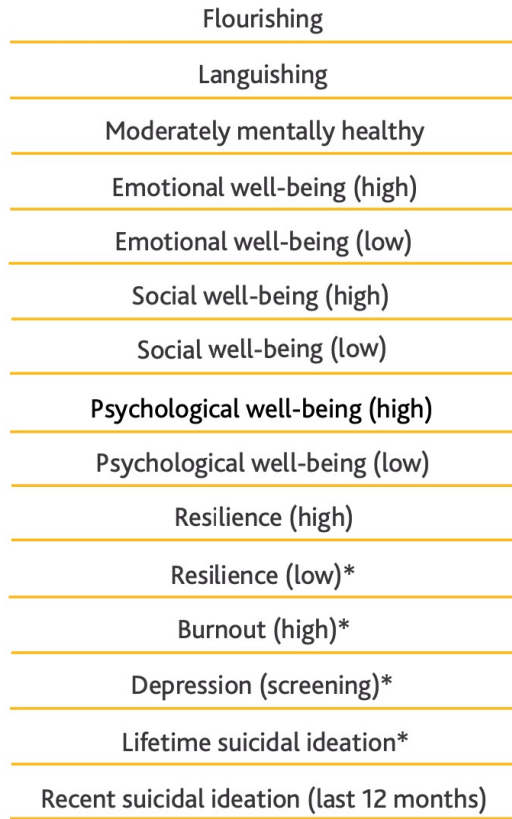 Flourishing
Languishing
Moderately mentally healthy
Emotional well-being (high)
Emotional well-being (low)
Social well-being (high)
Social well-being (low)
Psychological well-being (high)
Psychological well-being (low)
Resilience (high)
Resilience (low)*
Burnout (high)*
Depression (screening)*
Lifetime suicidal ideation*
Recent suicidal ideation (last 12 months)